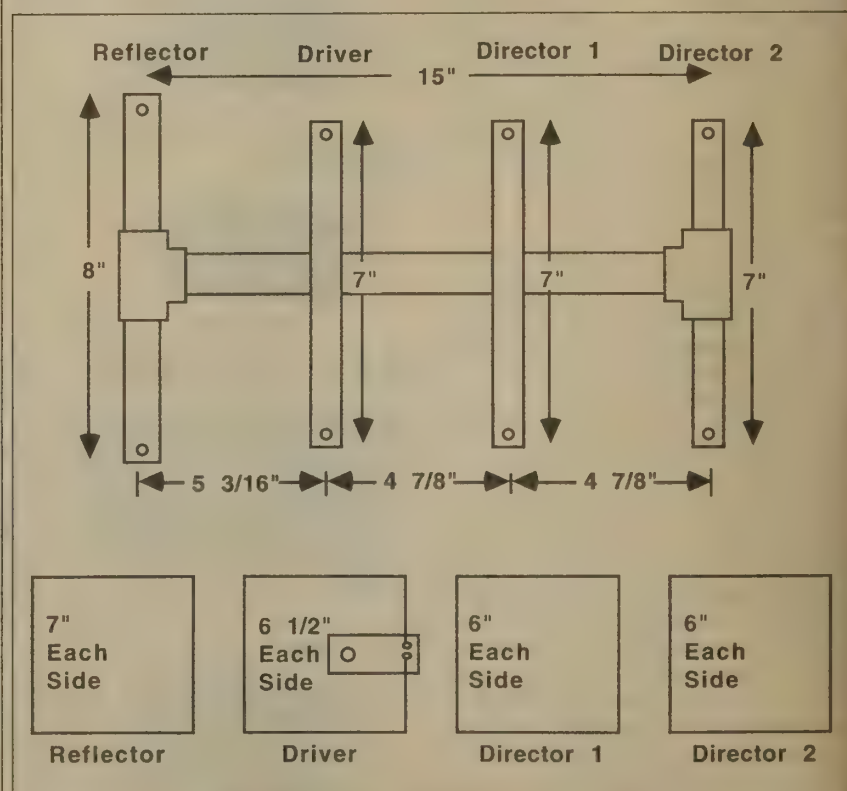 Reflector Driver Director 1 Director 2
15"
8" 7" 7" 7"
5 3/16" 4 7/8" 4 7/8"
7"
Each
Side
6 1/2"
Each
Side
6"
Each
Side
6"
Each
Side
Reflector Driver Director 1 Director 2